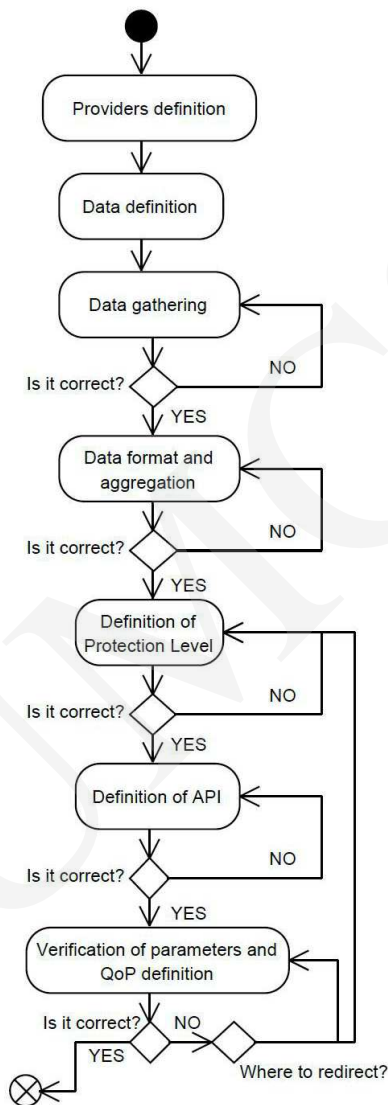 Providers definition
Data definition
Data gathering
NO
Is it correct?
YES
Data format and
aggregation
NO
Is it correct?
YES
Definition of
Protection Level
NO
Is it correct?
YES
Definition of API
NO
Is it correct?
YES
Verification of parameters and
QoP definition
Is it correct?
NO
YES
Where to redirect?